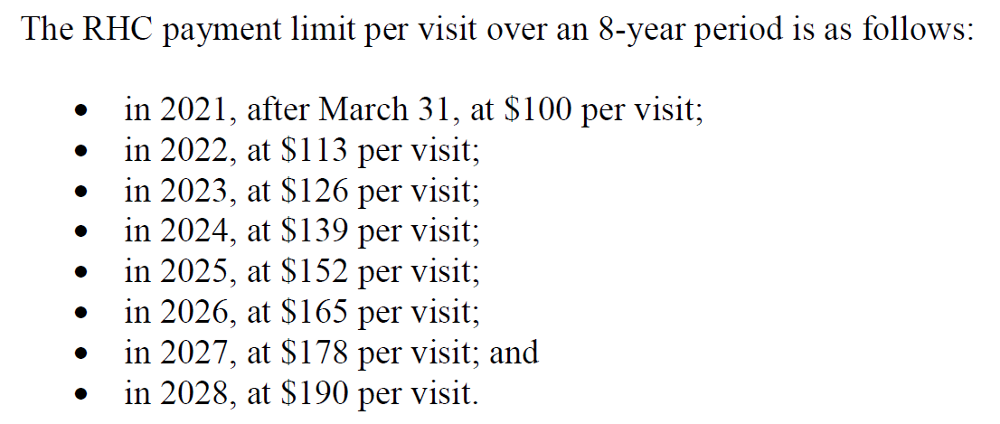 The RHC payment limit per visit over an 8-year period is as follows:
• in 2021, after March 31, at $100 per visit;
• in 2022, at $113 per visit;
• in 2023, at $126 per visit;
• in 2024, at $139 per visit;
• in 2025, at $152 per visit;
• in 2026, at $165 per visit;
• in 2027, at $178 per visit; and
• in 2028, at $190 per visit.